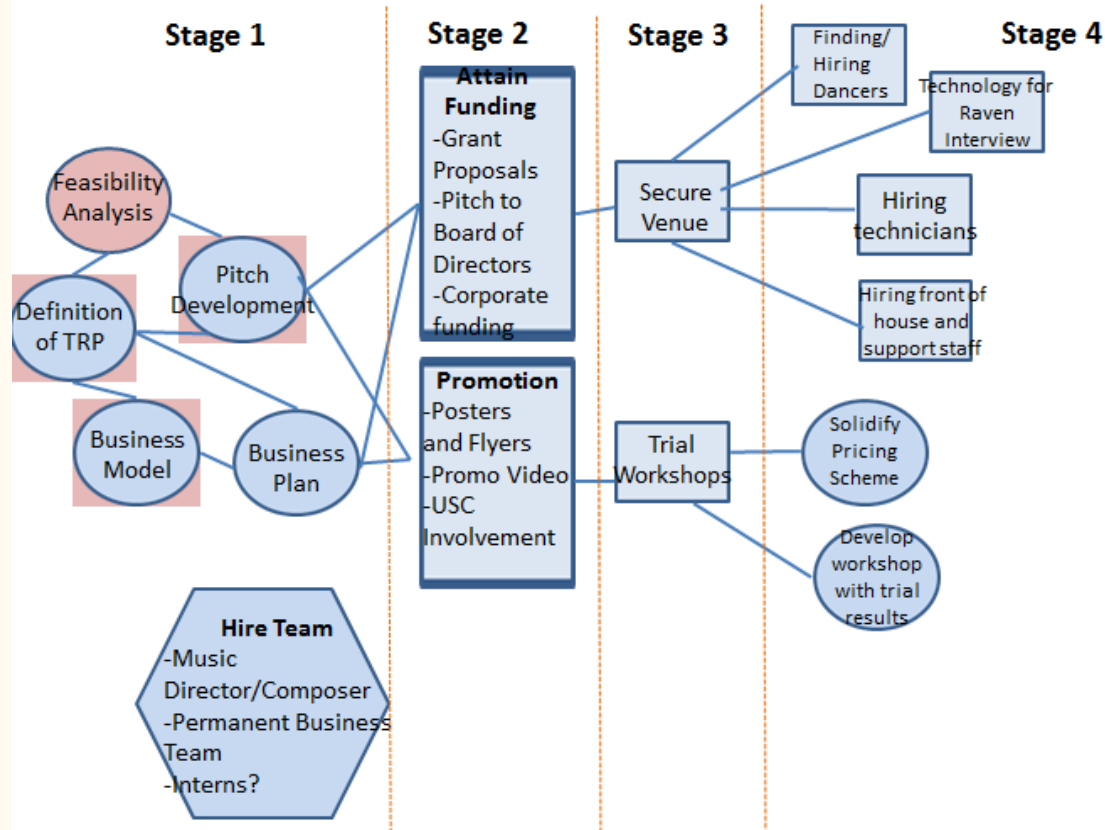 Stage 1
Stage 2
Stage 3
Stage 4
Feasibility
Analysis
Pitch
Development
Definition
of TRP
Business
Model
Business
Plan
Hire Team
-Music
Director/Composer
-Permanent Business
Team
-Interns?
Attain
Funding
-Grant
Proposals
-Pitch to
Board of
Directors
-Corporate
funding
Promotion
-Posters
and Flyers
-Promo Video
-USC
Involvement
Secure
Venue
Trial
Workshops
Finding/
Hiring
Dancers
Technology for
Raven
Interview
Hiring
technicians
Hiring front of
house and
support staff
Solidify
Pricing
Scheme
Develop
workshop
with trial
results